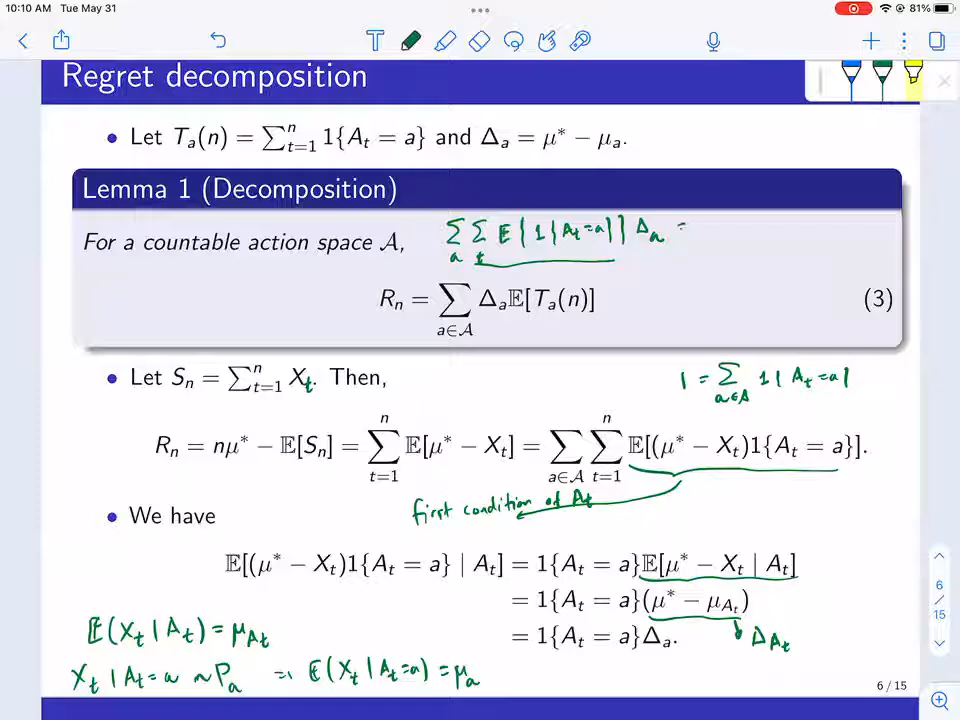 10:10 AM Tue May 31
81%
Regret decomposition
• Let T_a(n) = ∑_{t=1}^{n} 1{A_t = a} and Δ_a = μ* − μ_a.
Lemma 1 (Decomposition)
For a countable action space 𝒜,
∑_a ∑_t 𝔼[1{A_t = a}] Δ_a =
R_n = ∑_{a∈𝒜} Δ_a 𝔼[T_a(n)] (3)
• Let S_n = ∑_{t=1}^{n} X_t. Then,
1 = ∑_{a∈A} 1{A_t = a}
R_n = nμ* − 𝔼[S_n] = ∑_{t=1}^{n} 𝔼[μ* − X_t] = ∑_{a∈𝒜} ∑_{t=1}^{n} 𝔼[(μ* − X_t)1{A_t = a}].
first condition of A_t
• We have
𝔼[(μ* − X_t)1{A_t = a} | A_t] = 1{A_t = a}𝔼[μ* − X_t | A_t]
= 1{A_t = a}(μ* − μ_{A_t})
= 1{A_t = a}Δ_a.
Δ_{A_t}
𝔼(X_t | A_t) = μ_{A_t}
X_t | A_t = a ~ P_a ⇒ 𝔼(X_t | A_t = a) = μ_a
6 / 15
6
/
15